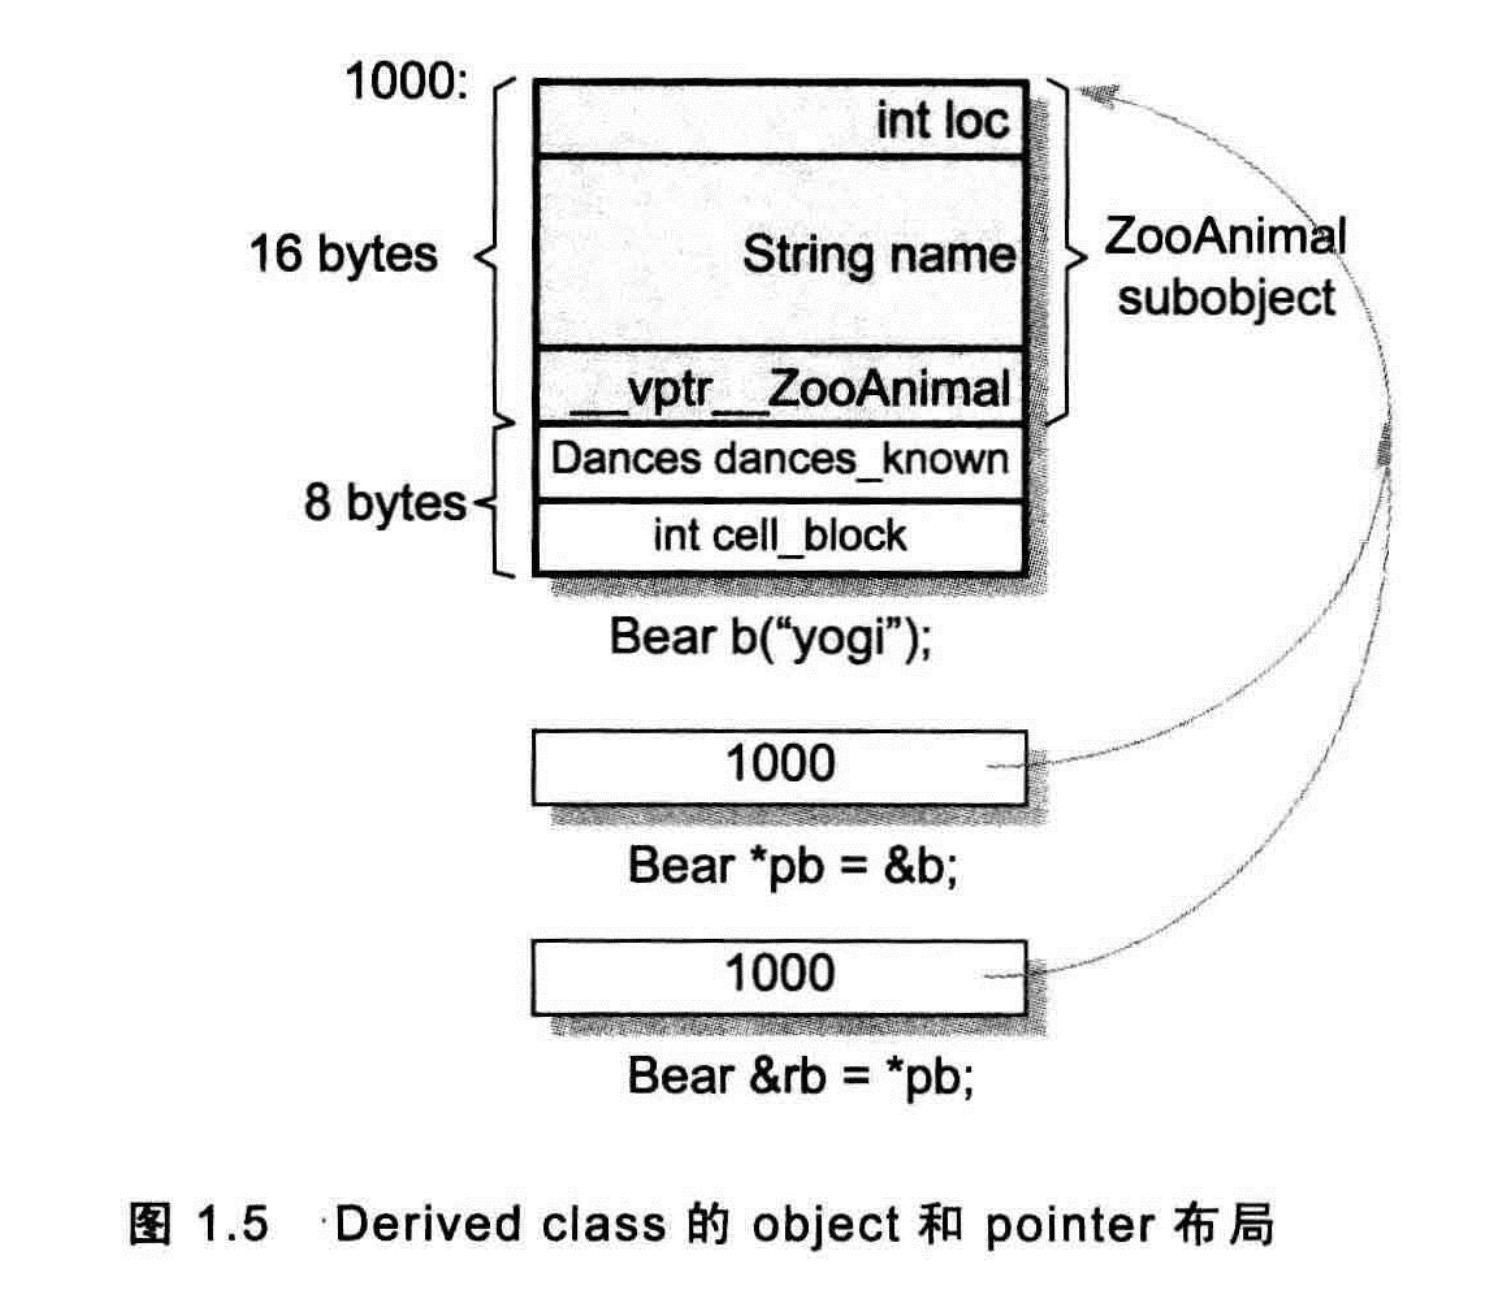 1000:
int loc
16 bytes
String name
ZooAnimal
subobject
__vptr__ZooAnimal
Dances dances_known
8 bytes
int cell_block
Bear b(“yogi”);
1000
Bear *pb = &b;
1000
Bear &rb = *pb;
图 1.5 Derived class 的 object 和 pointer 布局